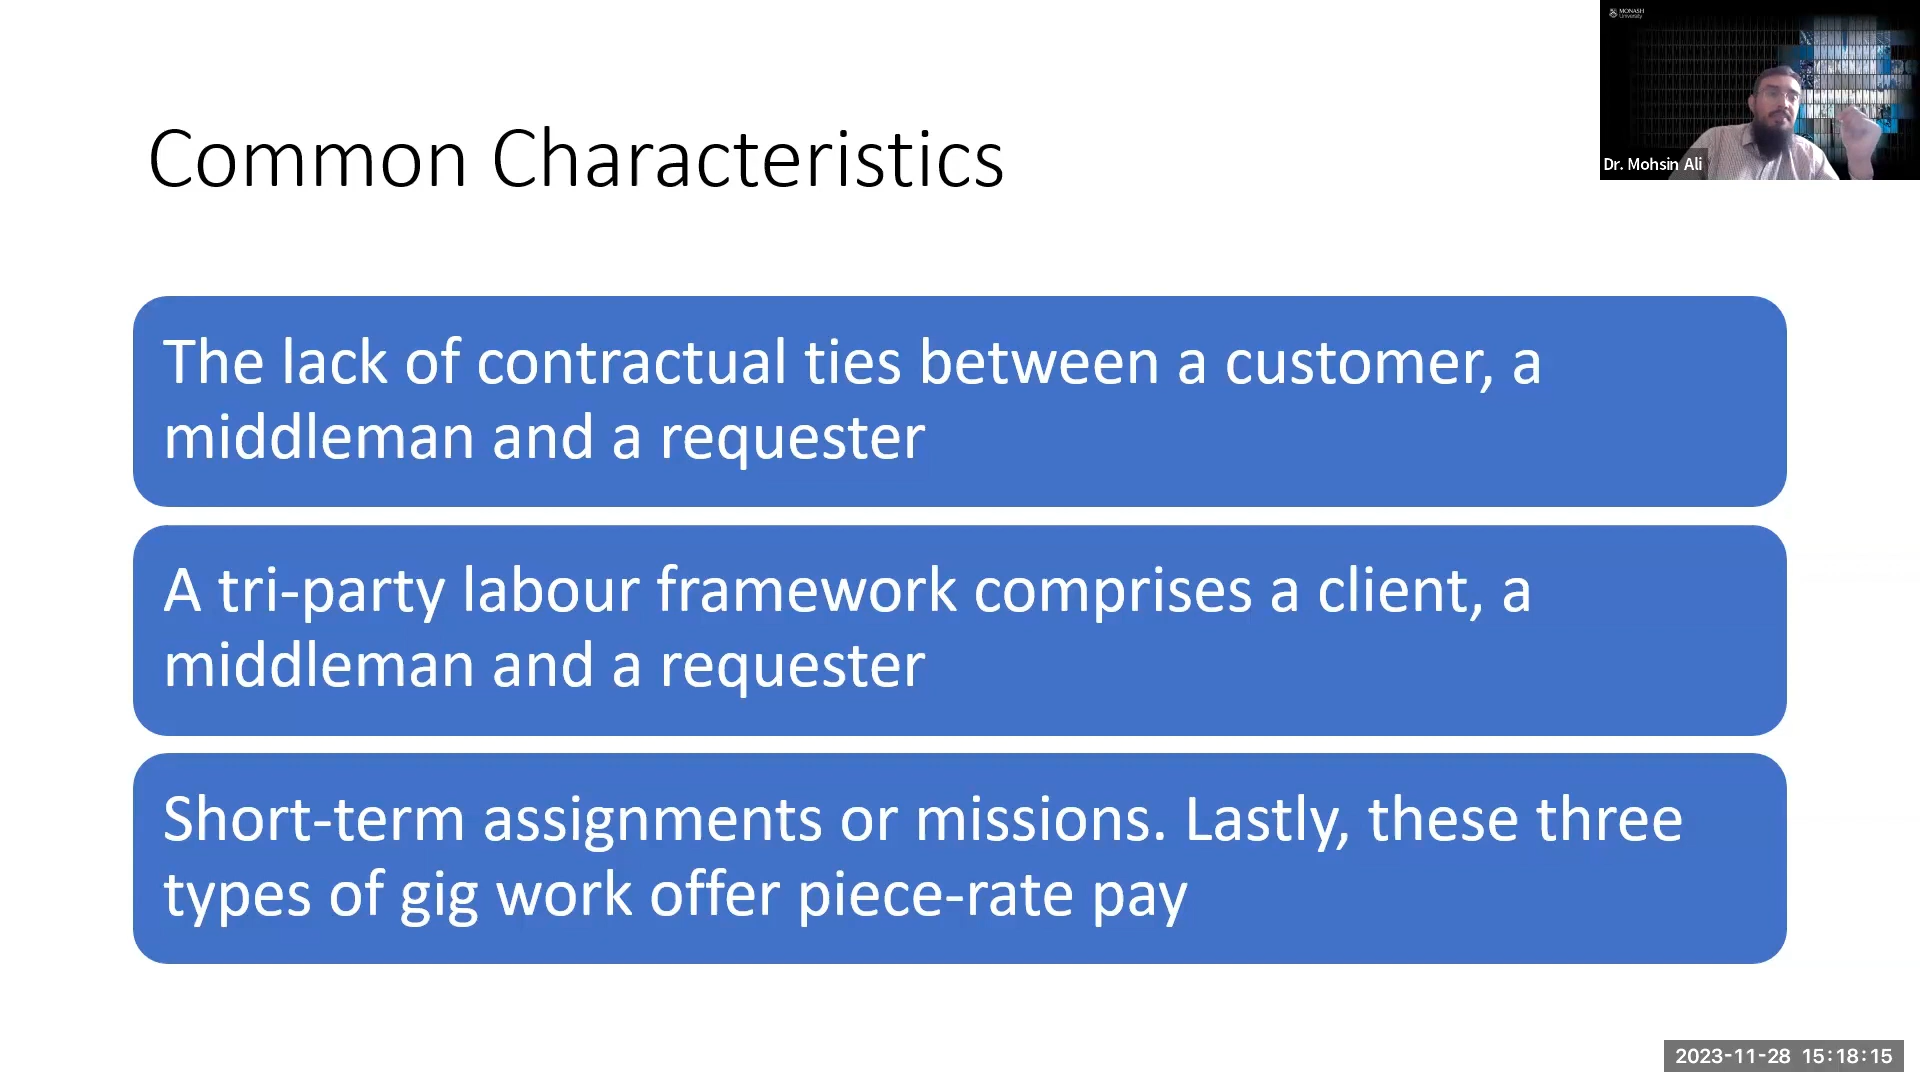 MONASH
University
Dr. Mohsin Ali
Common Characteristics
The lack of contractual ties between a customer, a
middleman and a requester
A tri-party labour framework comprises a client, a
middleman and a requester
Short-term assignments or missions. Lastly, these three
types of gig work offer piece-rate pay
2023-11-28 15:18:15